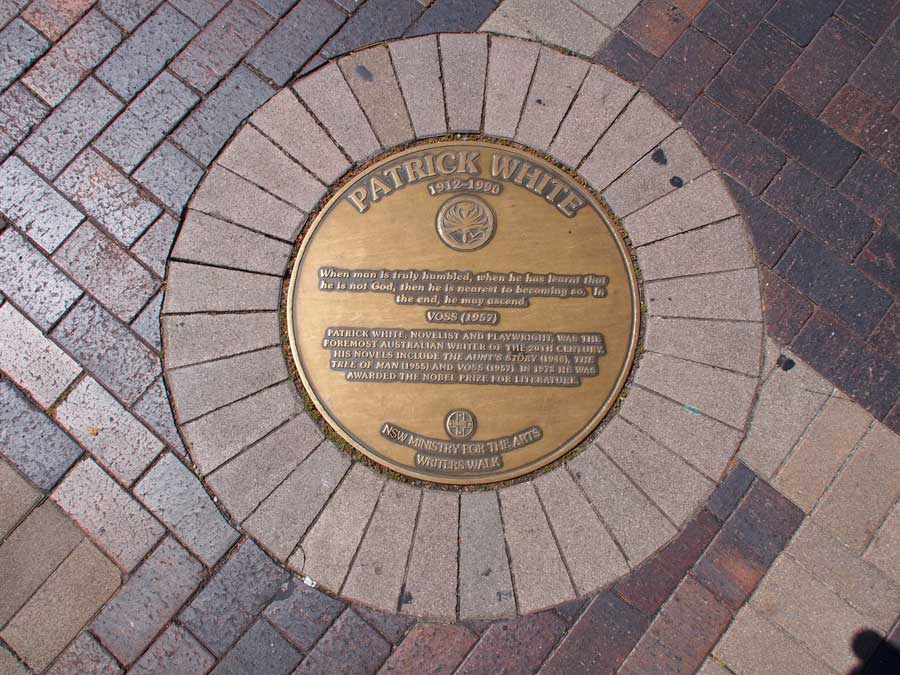 PATRICK WHITE
1912-1990
When man is truly humbled, when he has learnt that
he is not God, then he is nearest to becoming so. In
the end, he may ascend.
VOSS (1957)
PATRICK WHITE, NOVELIST AND PLAYWRIGHT, WAS THE
FOREMOST AUSTRALIAN WRITER OF THE 20TH CENTURY.
HIS NOVELS INCLUDE THE AUNT'S STORY (1948), THE
TREE OF MAN (1955) AND VOSS (1957). IN 1973 HE WAS
AWARDED THE NOBEL PRIZE FOR LITERATURE.
NSW MINISTRY FOR THE ARTS
WRITERS WALK